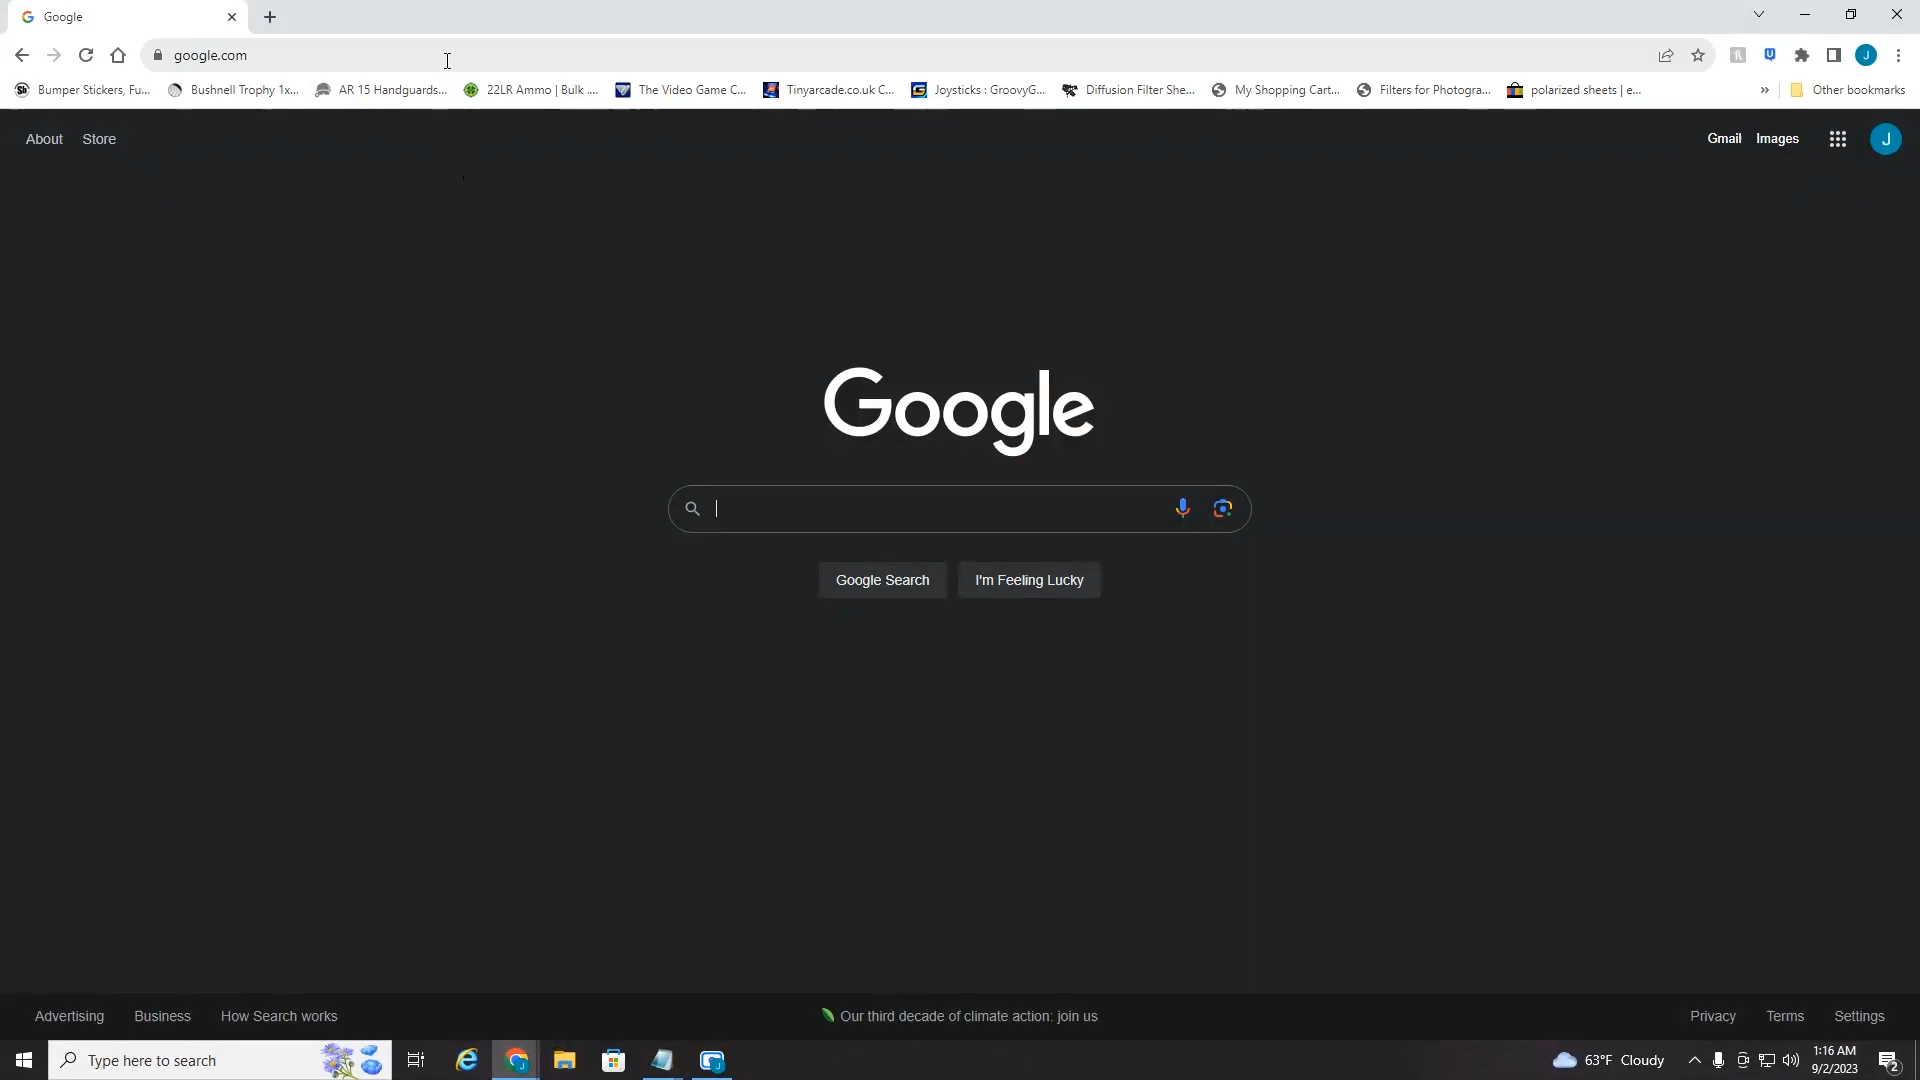 Google
google.com
J
Bumper Stickers, Fu...
Bushnell Trophy 1x...
AR 15 Handguards...
22LR Ammo | Bulk ....
The Video Game C...
Tinyarcade.co.uk C...
Joysticks : GroovyG...
Diffusion Filter She...
My Shopping Cart...
Filters for Photogra...
polarized sheets | e...
»
Other bookmarks
About
Store
Gmail
Images
J
Google
Google Search
I'm Feeling Lucky
Advertising
Business
How Search works
Our third decade of climate action: join us
Privacy
Terms
Settings
Type here to search
63°F Cloudy
1:16 AM
9/2/2023
2